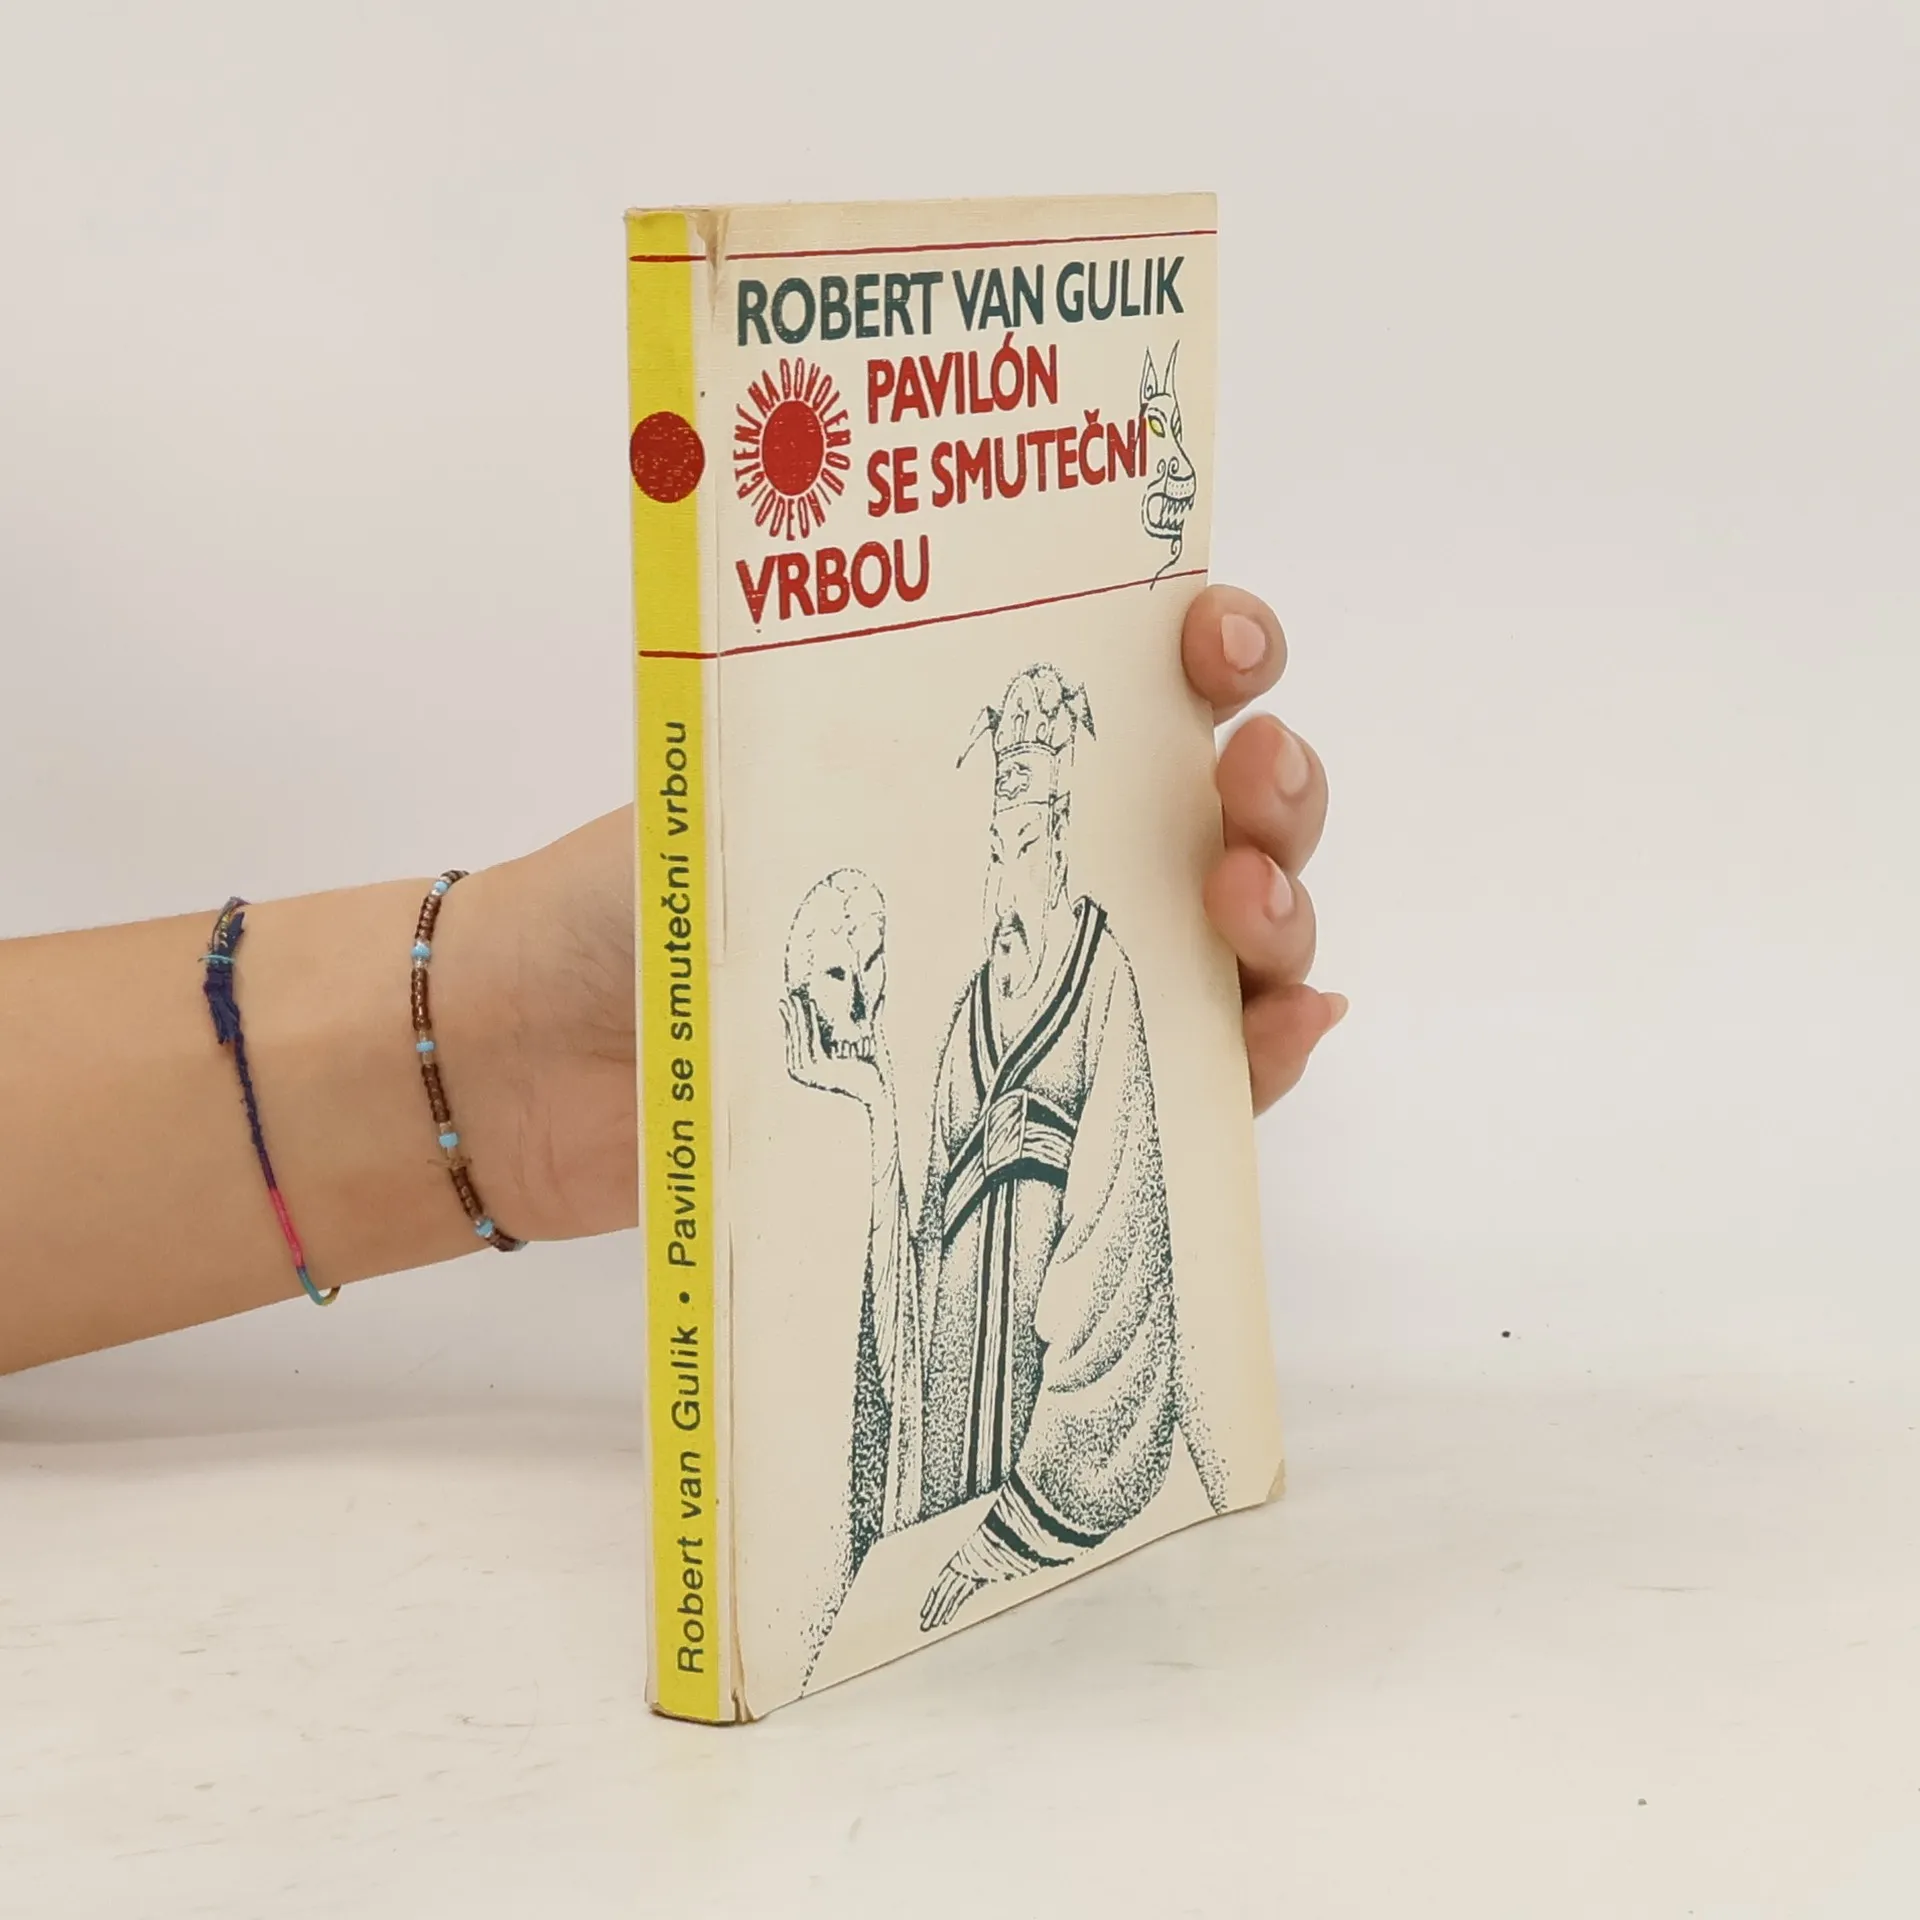 ROBERT VAN GULIK
PAVILÓN
SE SMUTEČNÍ
VRBOU
ČTENÍ NA DOVOLENOU
ODEON
Robert van Gulik • Pavilón se smuteční vrbou